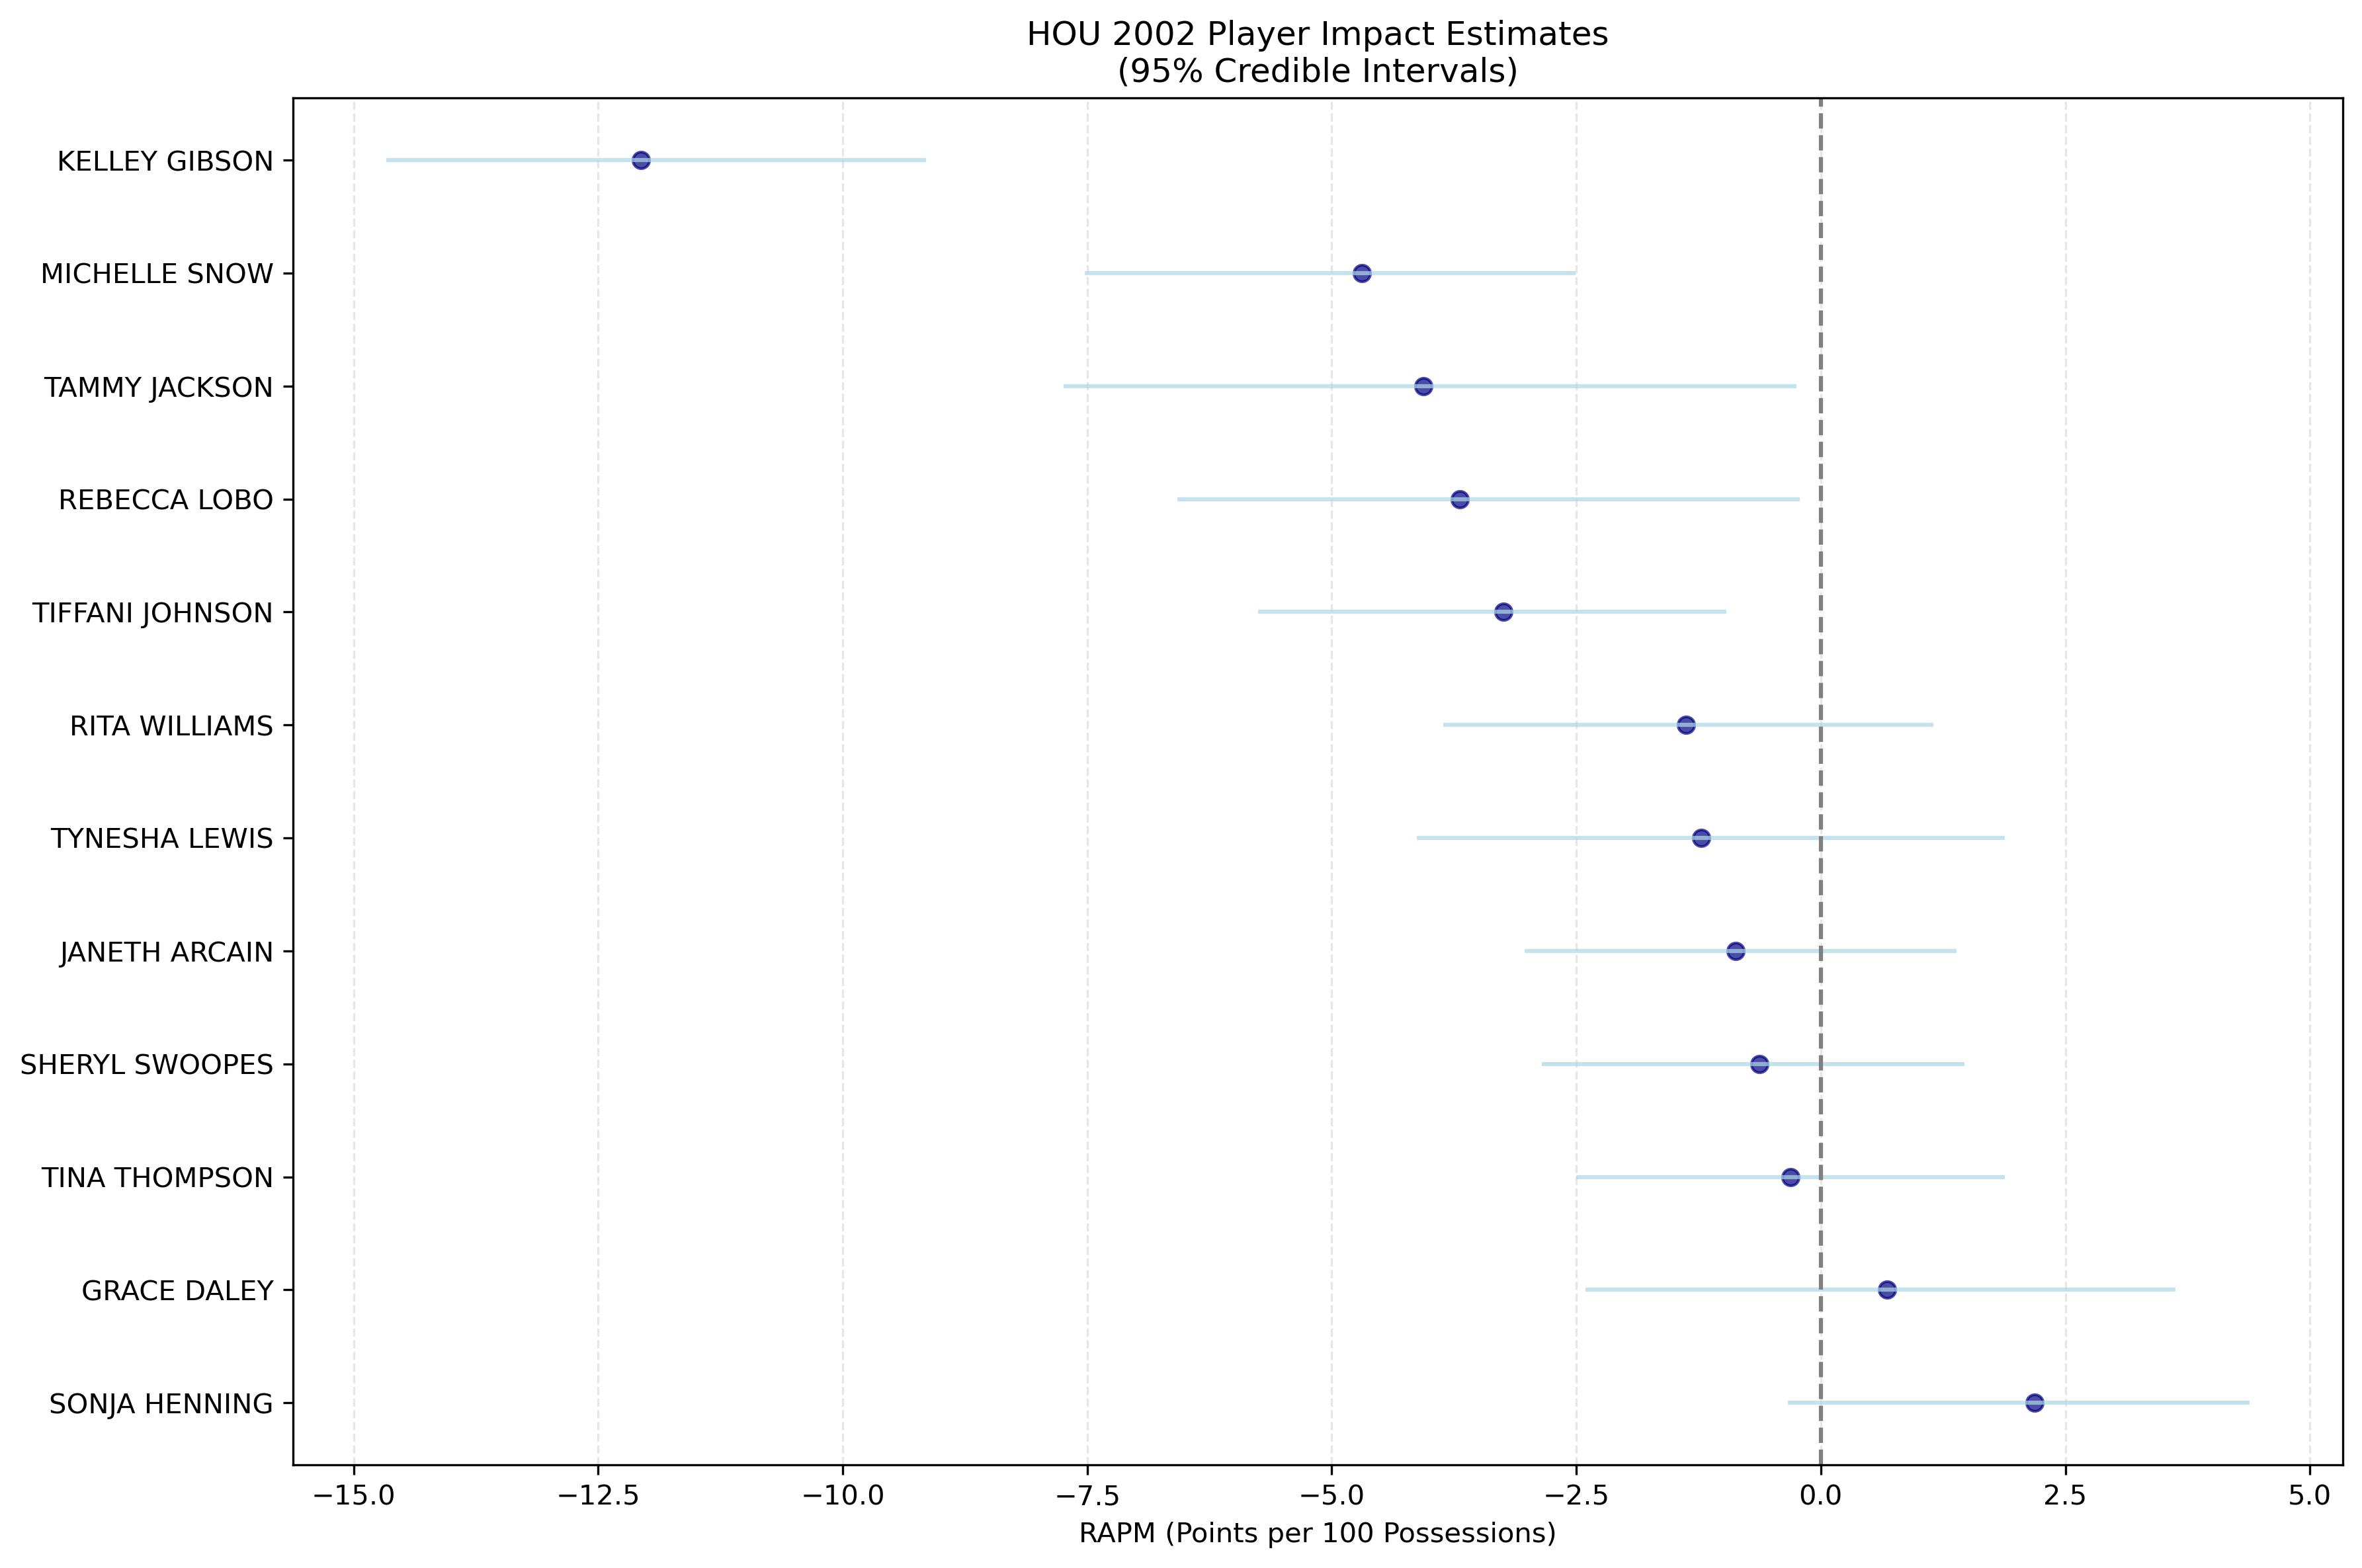 HOU 2002 Player Impact Estimates
(95% Credible Intervals)
KELLEY GIBSON
MICHELLE SNOW
TAMMY JACKSON
REBECCA LOBO
TIFFANI JOHNSON
RITA WILLIAMS
TYNESHA LEWIS
JANETH ARCAIN
SHERYL SWOOPES
TINA THOMPSON
GRACE DALEY
SONJA HENNING
−15.0 −12.5 −10.0 −7.5 −5.0 −2.5 0.0 2.5 5.0
RAPM (Points per 100 Possessions)